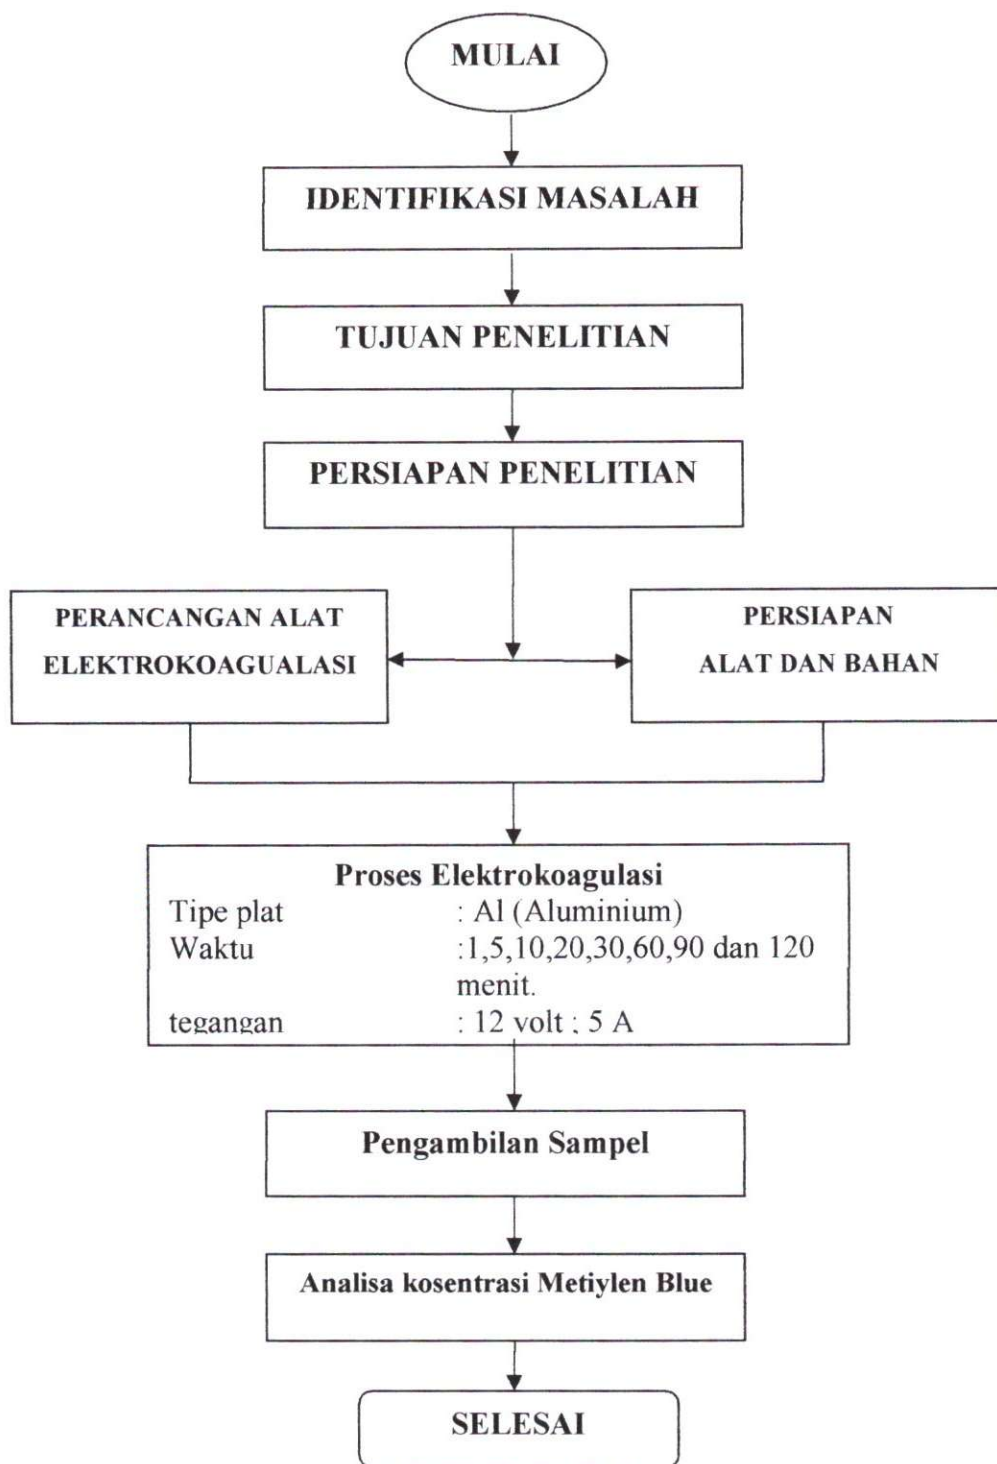 MULAI
IDENTIFIKASI MASALAH
TUJUAN PENELITIAN
PERSIAPAN PENELITIAN
PERANCANGAN ALAT
ELEKTROKOAGUALASI
PERSIAPAN
ALAT DAN BAHAN
Proses Elektrokoagulasi
Tipe plat : Al (Aluminium)
Waktu :1,5,10,20,30,60,90 dan 120
menit.
tegangan : 12 volt ; 5 A
Pengambilan Sampel
Analisa kosentrasi Metiylen Blue
SELESAI